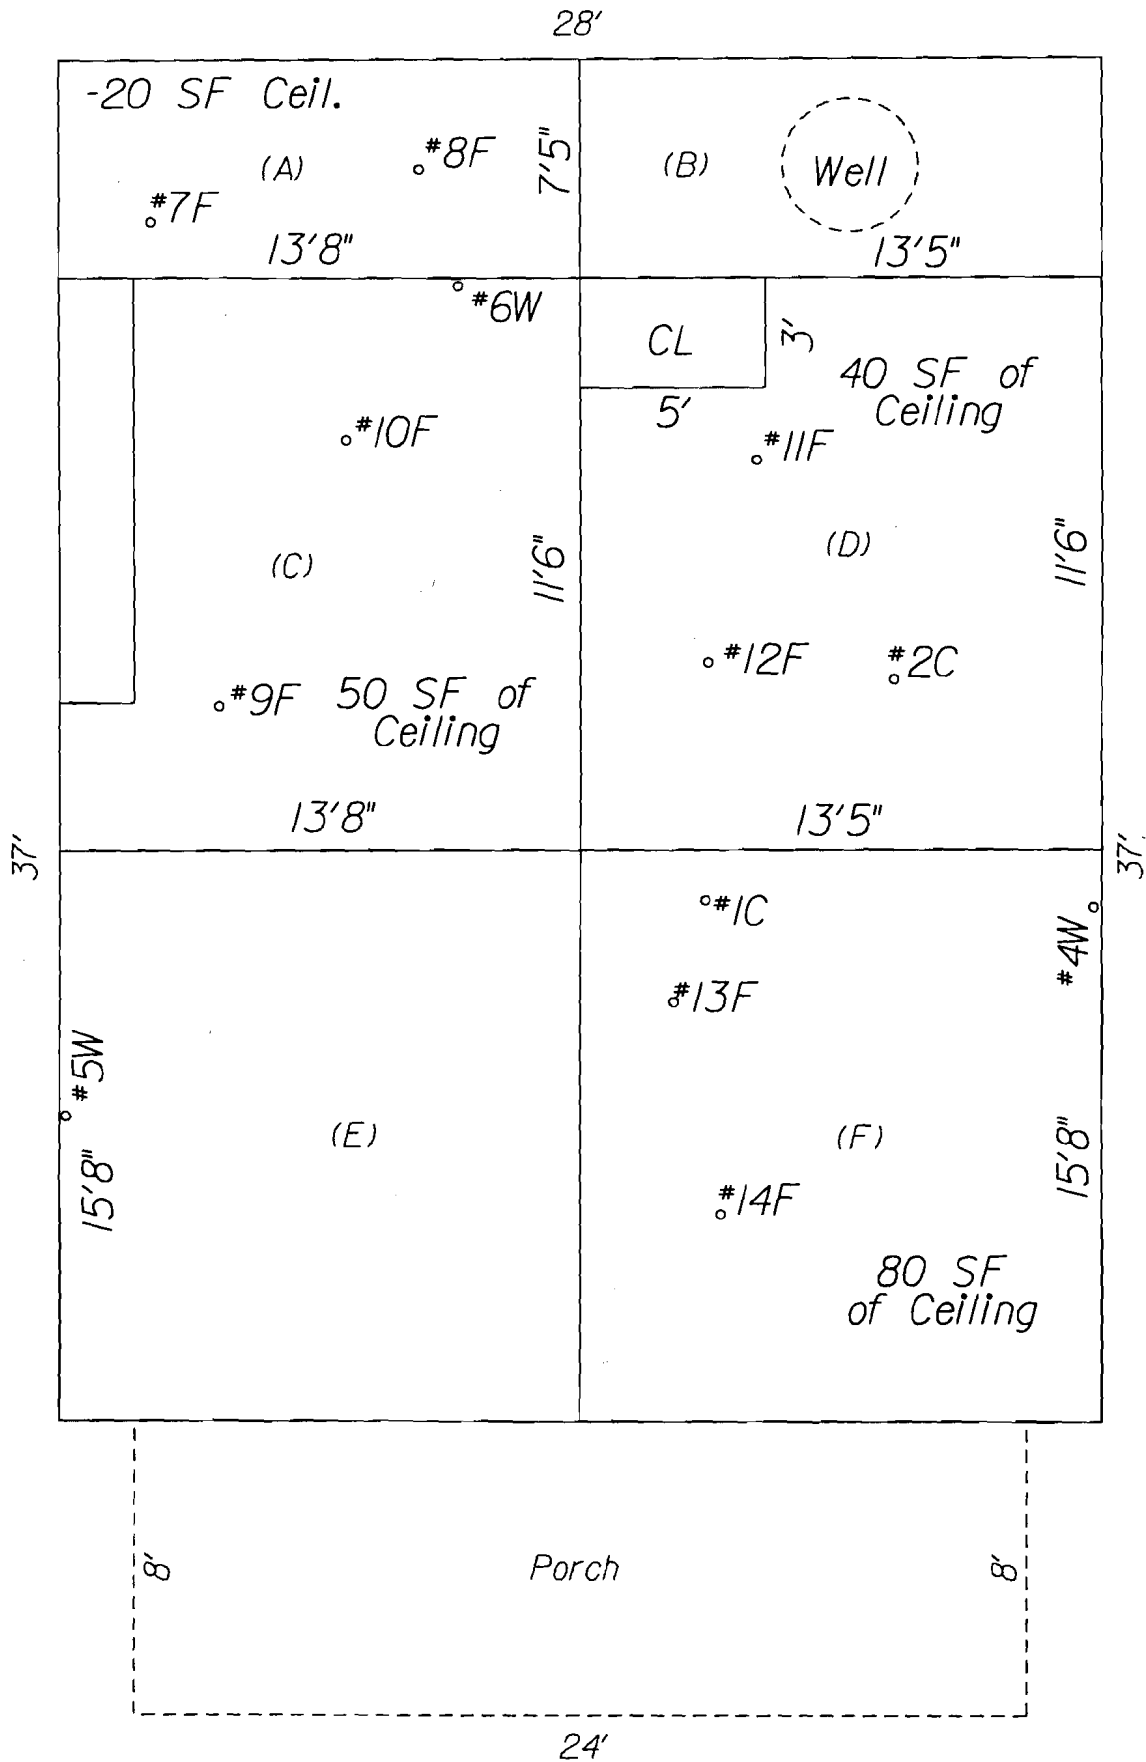 28'
-20 SF Ceil.
(A)
#8F
#7F
13'8"
7'5"
(B)
Well
13'5"
#6W
CL
3'
5'
40 SF of
Ceiling
#10F
#11F
(C)
11'6"
(D)
11'6"
#12F
#2C
#9F
50 SF of
Ceiling
13'8"
13'5"
37'
37'
#1C
#4W
#13F
#5W
15'8"
(E)
(F)
15'8"
#14F
80 SF
of Ceiling
8'
Porch
8'
24'